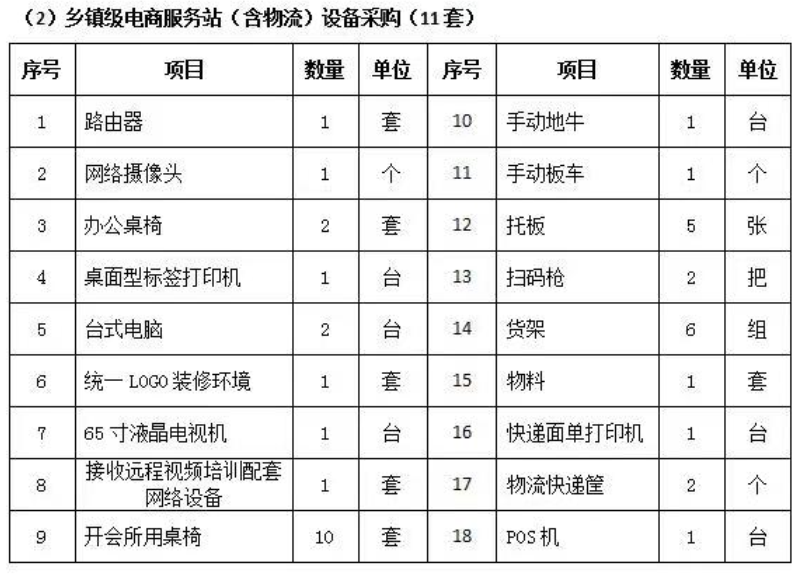 （2）乡镇级电商服务站（含物流）设备采购（11套）
序号 项目 数量 单位 序号 项目 数量 单位
1 路由器 1 套 10 手动地牛 1 台
2 网络摄像头 1 个 11 手动板车 1 个
3 办公桌椅 2 套 12 托板 5 张
4 桌面型标签打印机 1 台 13 扫码枪 2 把
5 台式电脑 2 台 14 货架 6 组
6 统一LOGO装修环境 1 套 15 物料 1 套
7 65寸液晶电视机 1 台 16 快递面单打印机 1 台
8 接收远程视频培训配套
网络设备 1 套 17 物流快递筐 2 个
9 开会所用桌椅 10 套 18 POS机 1 台